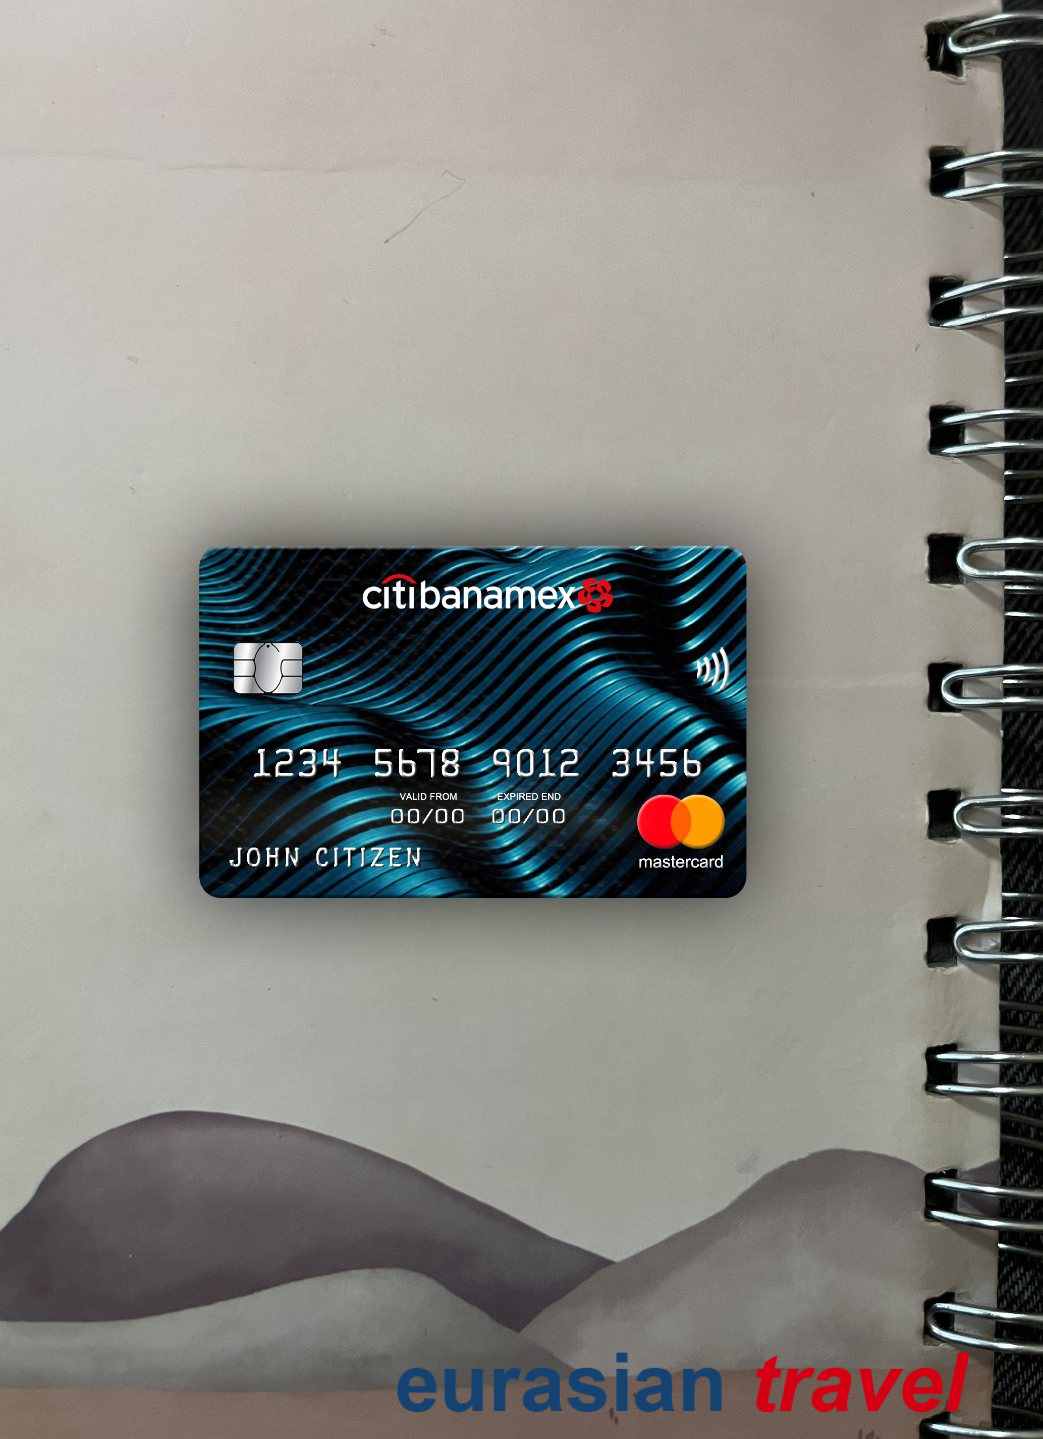 citibanamex
1234 5678 9012 3456
VALID FROM EXPIRED END
00/00 00/00
JOHN CITIZEN
mastercard
eurasian travel